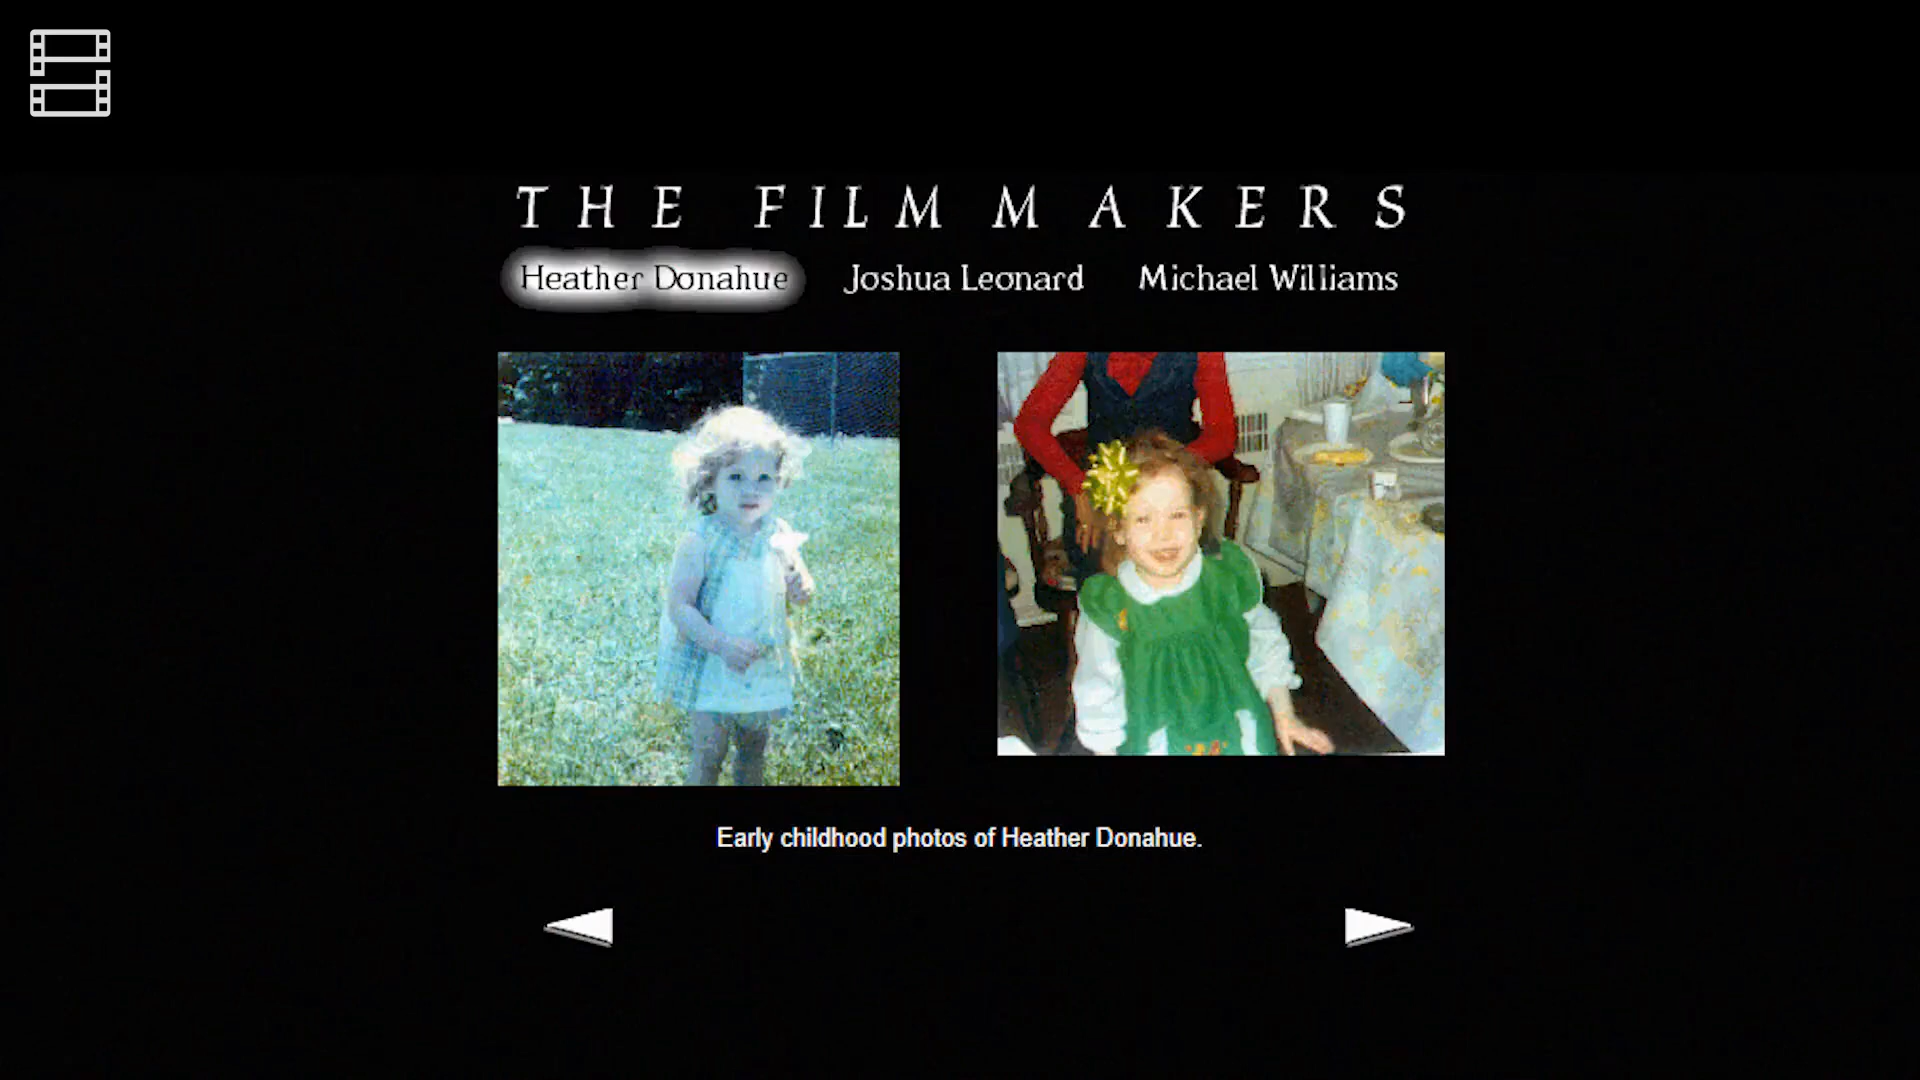 THE FILMMAKERS
Heather Donahue Joshua Leonard Michael Williams
Early childhood photos of Heather Donahue.